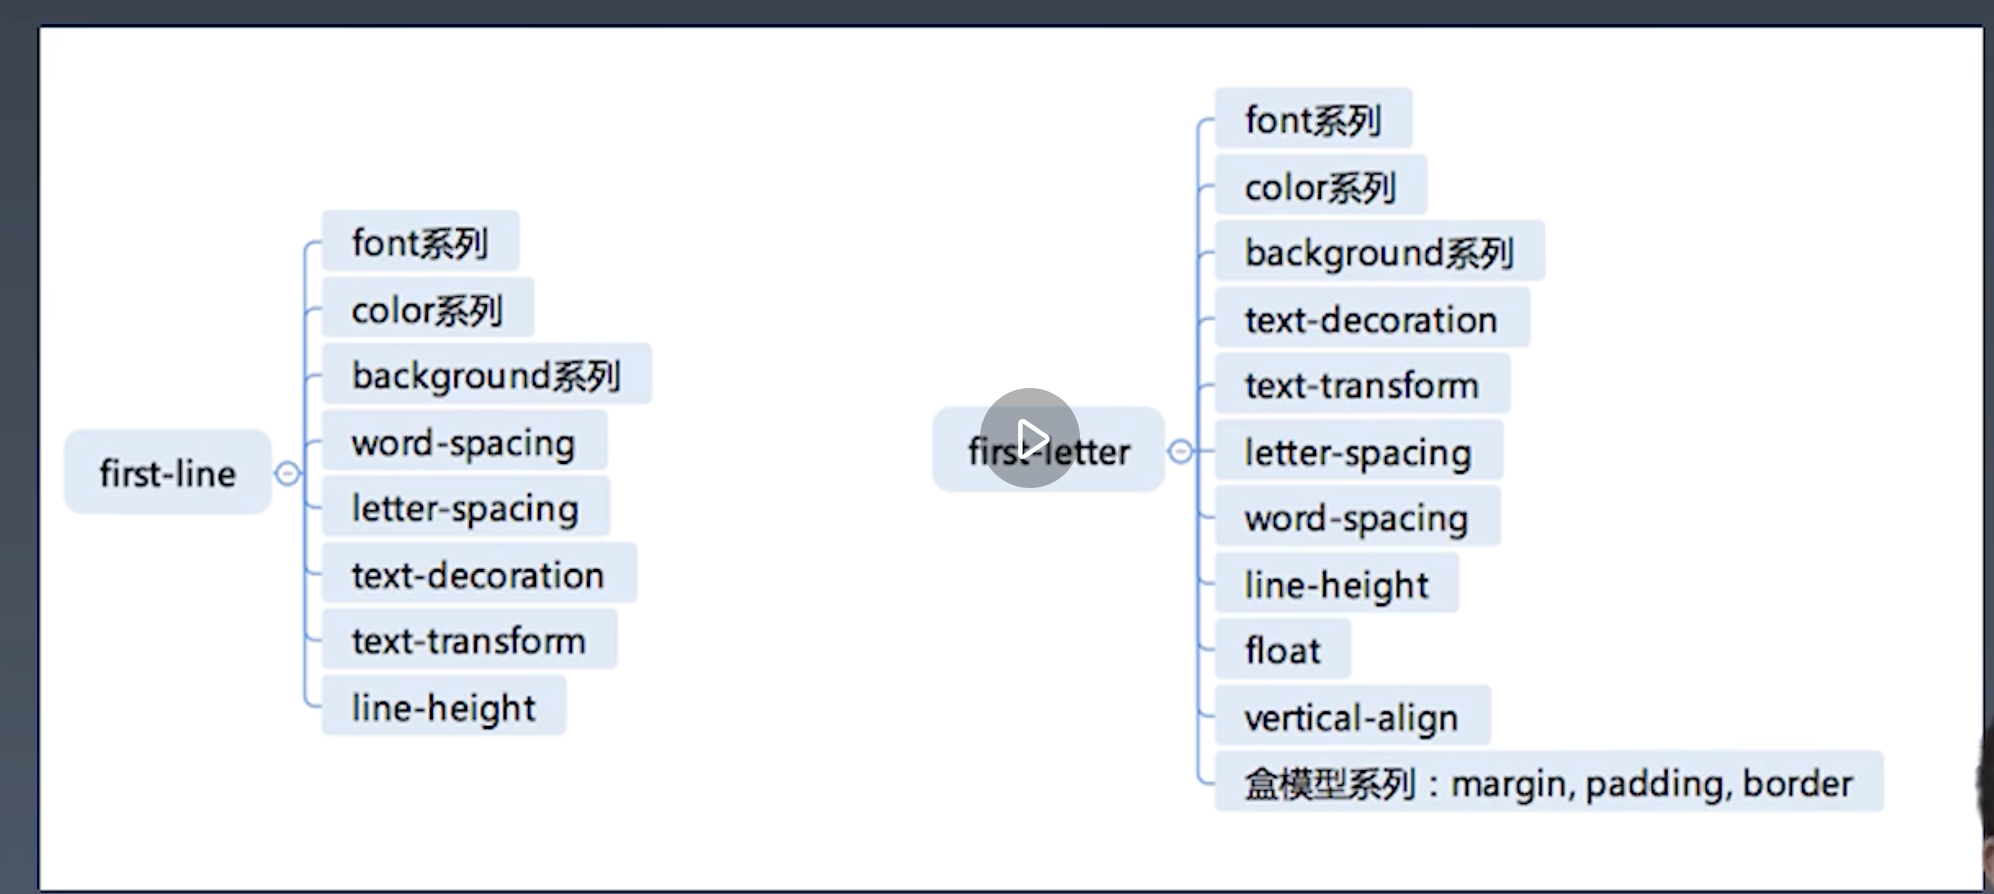 first-line
font系列
color系列
background系列
word-spacing
letter-spacing
text-decoration
text-transform
line-height
first-letter
font系列
color系列
background系列
text-decoration
text-transform
letter-spacing
word-spacing
line-height
float
vertical-align
盒模型系列：margin, padding, border